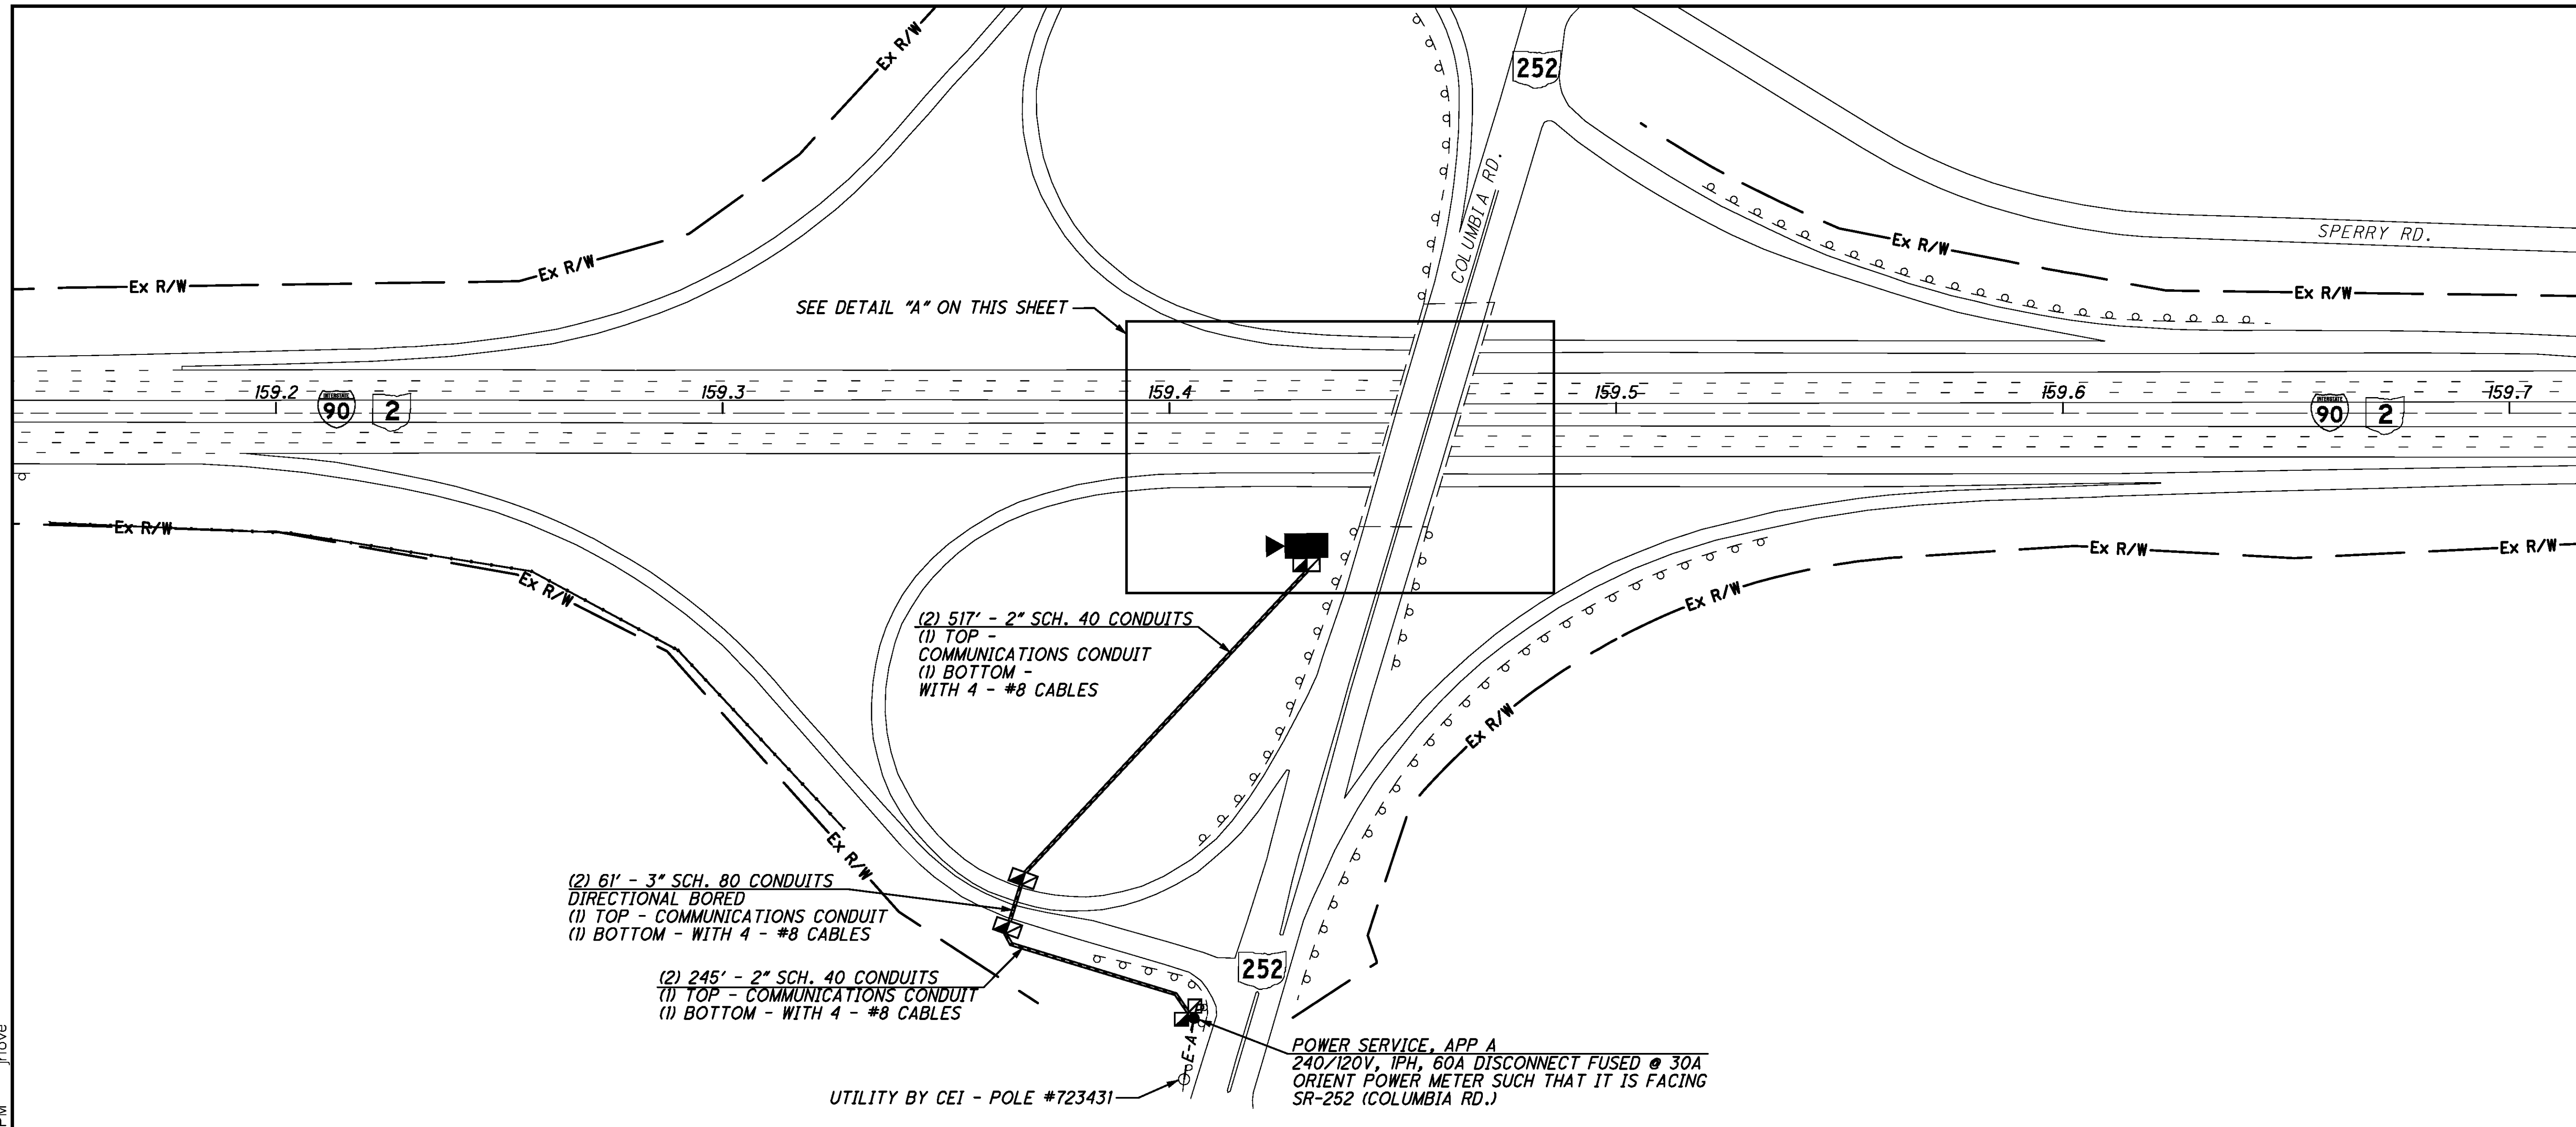 Ex R/W
252
COLUMBIA RD.
SPERRY RD.
Ex R/W
Ex R/W
Ex R/W
Ex R/W
SEE DETAIL "A" ON THIS SHEET
159.2
INTERSTATE
90
2
159.3
159.4
159.5
159.6
INTERSTATE
90
2
159.7
Ex R/W
Ex R/W
Ex R/W
Ex R/W
Ex R/W
Ex R/W
Ex R/W
(2) 517' - 2" SCH. 40 CONDUITS
(1) TOP -
COMMUNICATIONS CONDUIT
(1) BOTTOM -
WITH 4 - #8 CABLES
(2) 61' - 3" SCH. 80 CONDUITS
DIRECTIONAL BORED
(1) TOP - COMMUNICATIONS CONDUIT
(1) BOTTOM - WITH 4 - #8 CABLES
(2) 245' - 2" SCH. 40 CONDUITS
(1) TOP - COMMUNICATIONS CONDUIT
(1) BOTTOM - WITH 4 - #8 CABLES
252
E-A
POWER SERVICE, APP A
240/120V, 1PH, 60A DISCONNECT FUSED @ 30A
ORIENT POWER METER SUCH THAT IT IS FACING
SR-252 (COLUMBIA RD.)
UTILITY BY CEI - POLE #723431